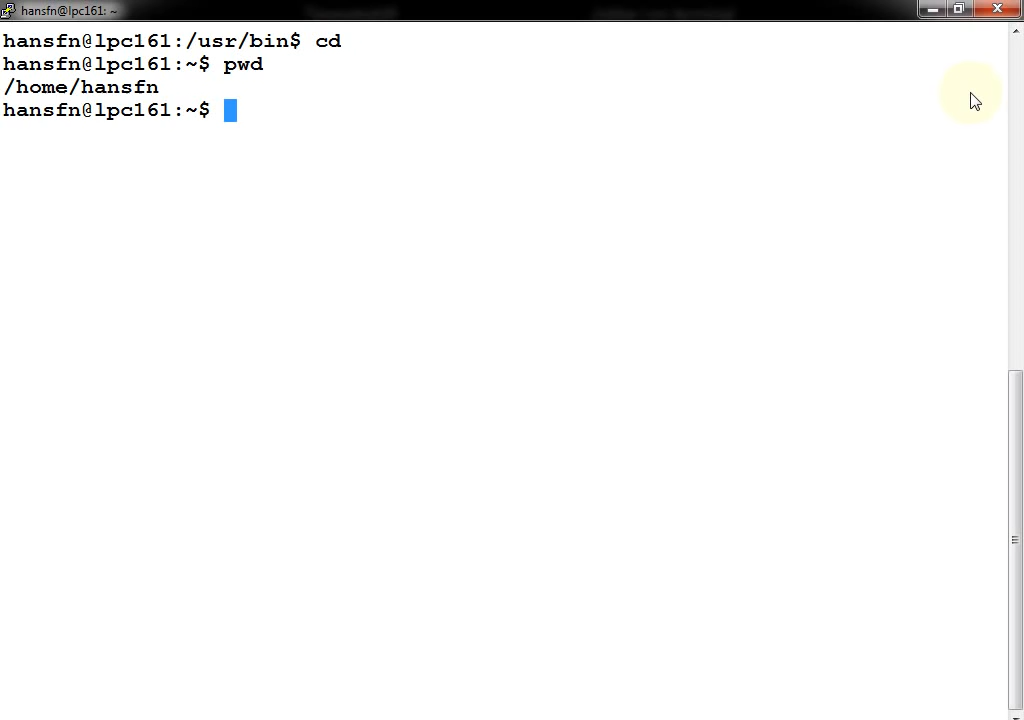 hansfn@lpc161: ~
hansfn@lpc161:/usr/bin$ cd
hansfn@lpc161:~$ pwd
/home/hansfn
hansfn@lpc161:~$